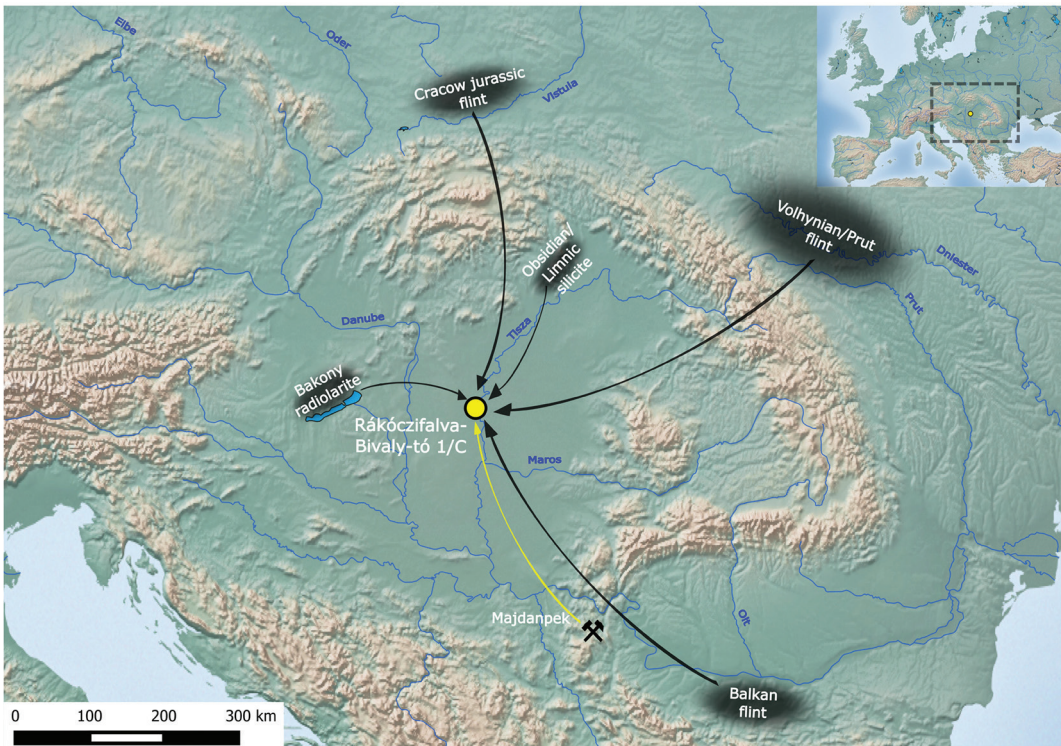 Elbe
Oder
Cracow jurassic
flint
Vistula
Volhynian/Prut
flint
Dniester
Prut
Obsidian/
Limnic
silicite
Tisza
Danube
Bakony
radiolarite
Rákóczifalva-
Bivaly-tó 1/C
Maros
Majdanpek
Olt
Balkan
flint
0 100 200 300 km